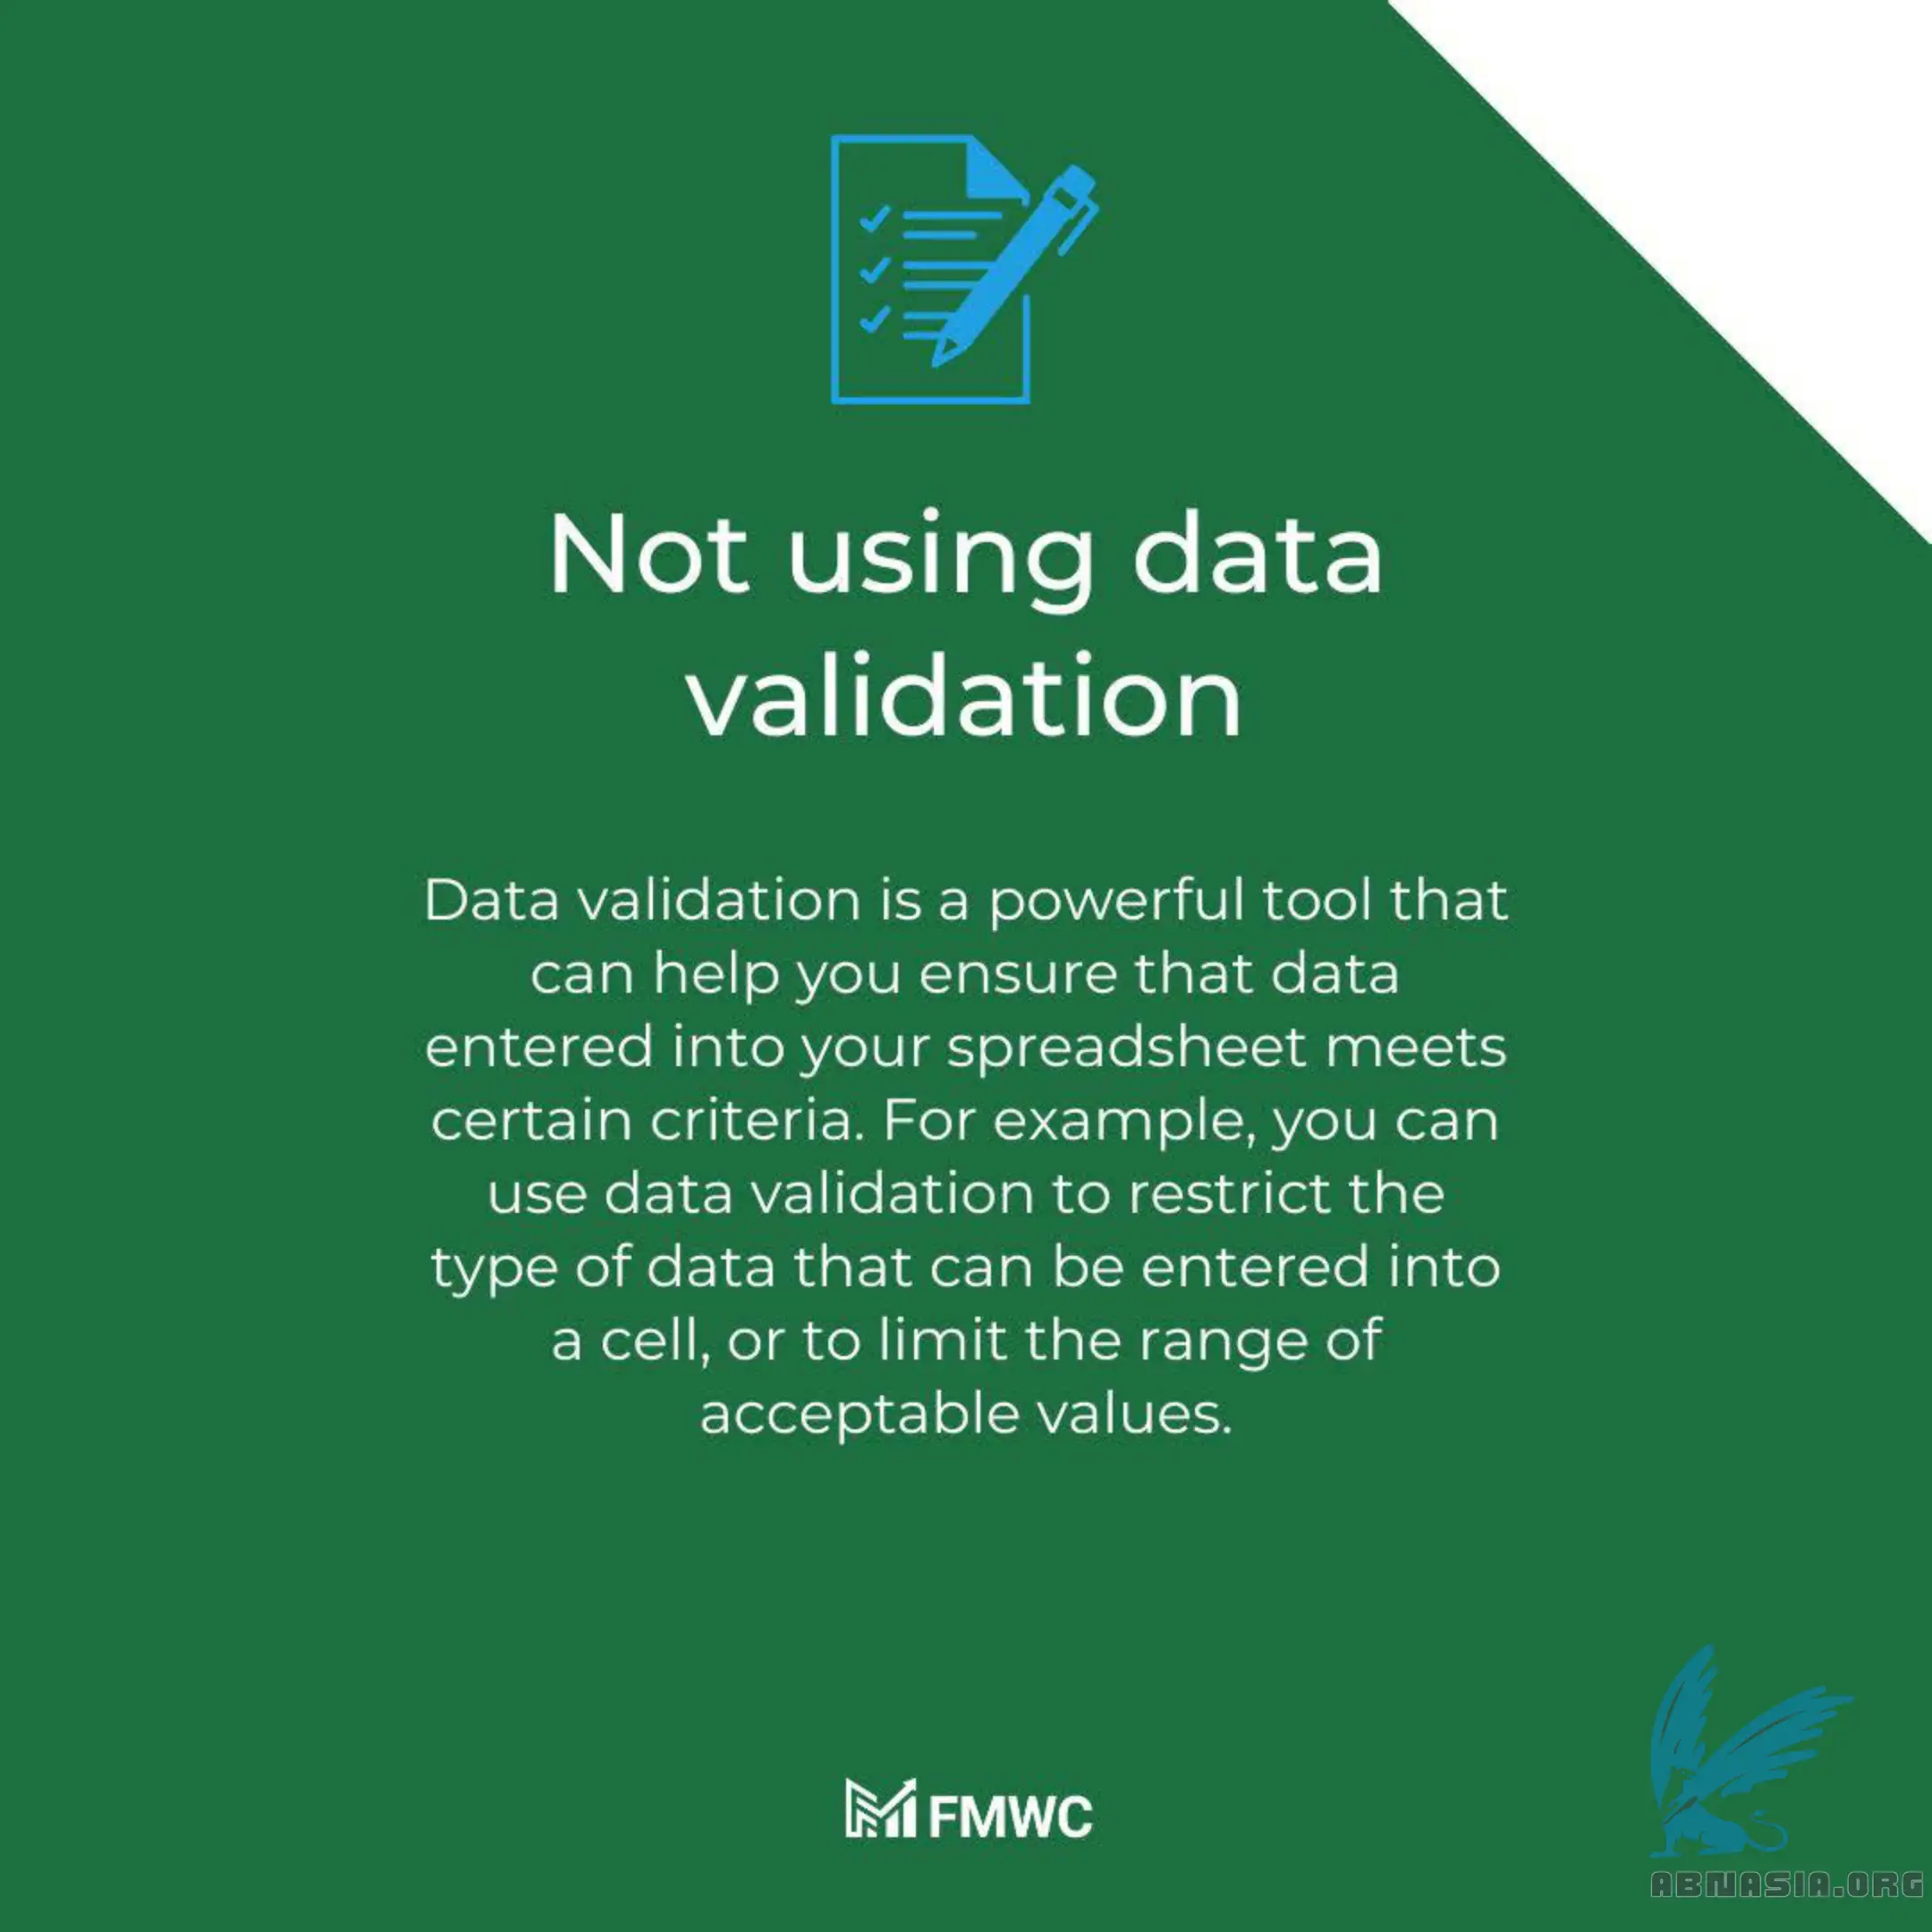 Not using data
validation
Data validation is a powerful tool that
can help you ensure that data
entered into your spreadsheet meets
certain criteria. For example, you can
use data validation to restrict the
type of data that can be entered into
a cell, or to limit the range of
acceptable values.
FMWC
ABNASIA.ORG